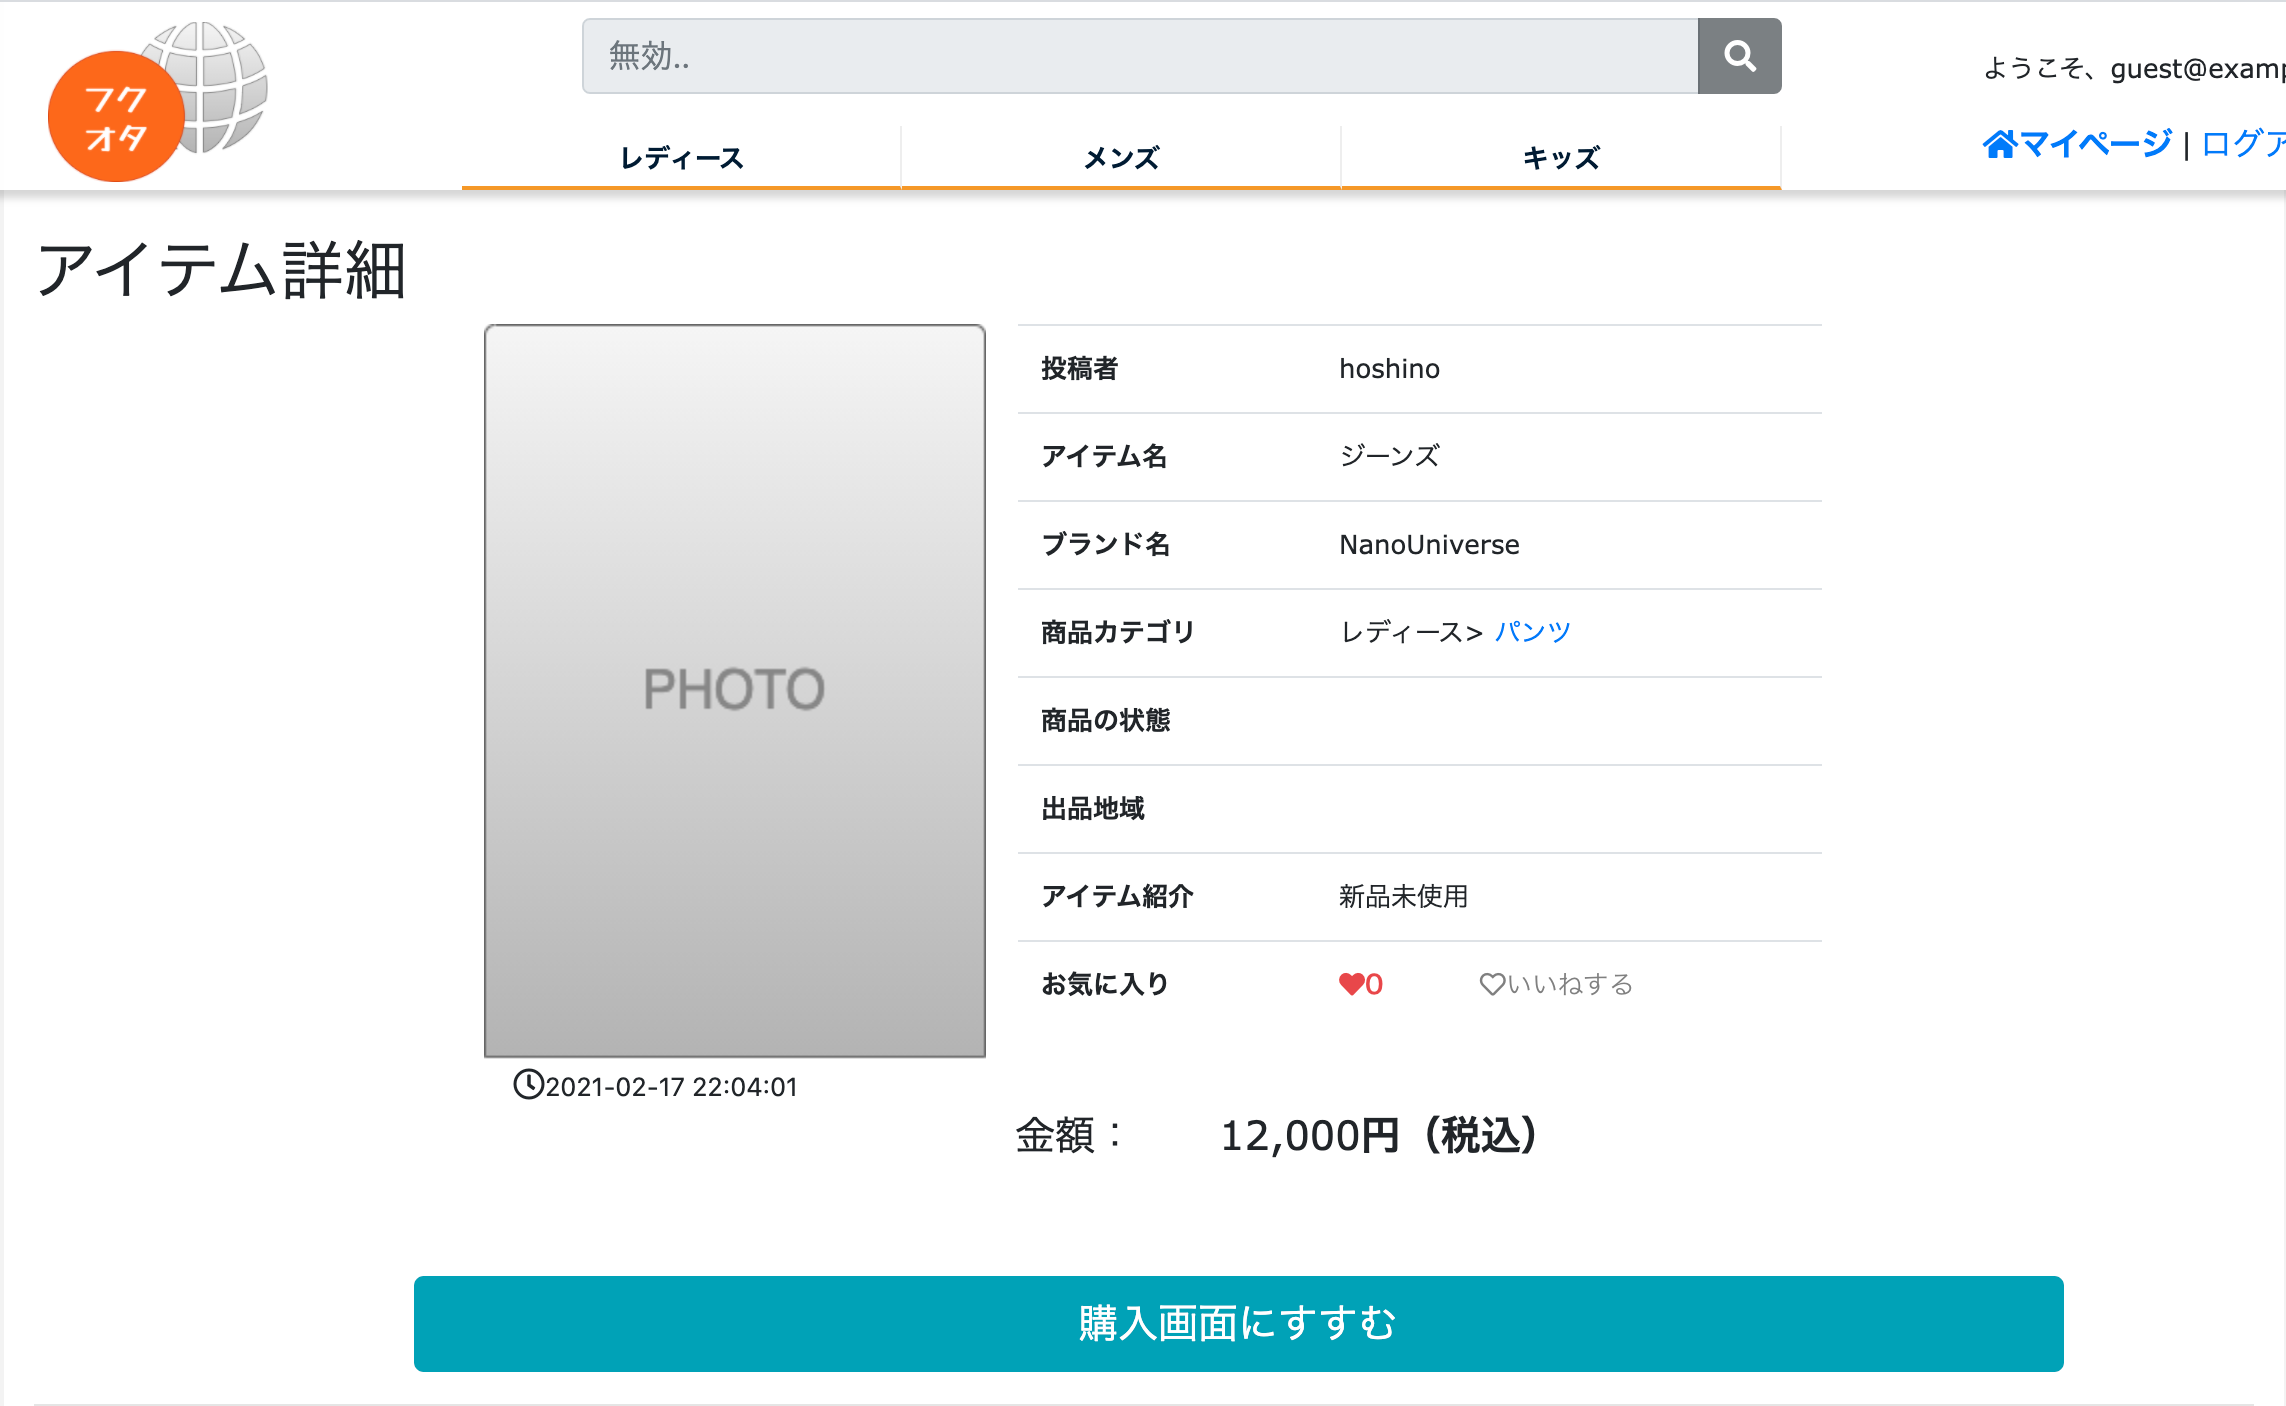 フク
オタ
無効..
ようこそ、guest@examp
レディース
メンズ
キッズ
マイページ | ログア
アイテム詳細
PHOTO
2021-02-17 22:04:01
投稿者 hoshino
アイテム名 ジーンズ
ブランド名 NanoUniverse
商品カテゴリ レディース> パンツ
商品の状態
出品地域
アイテム紹介 新品未使用
お気に入り 0 いいねする
金額： 12,000円（税込）
購入画面にすすむ